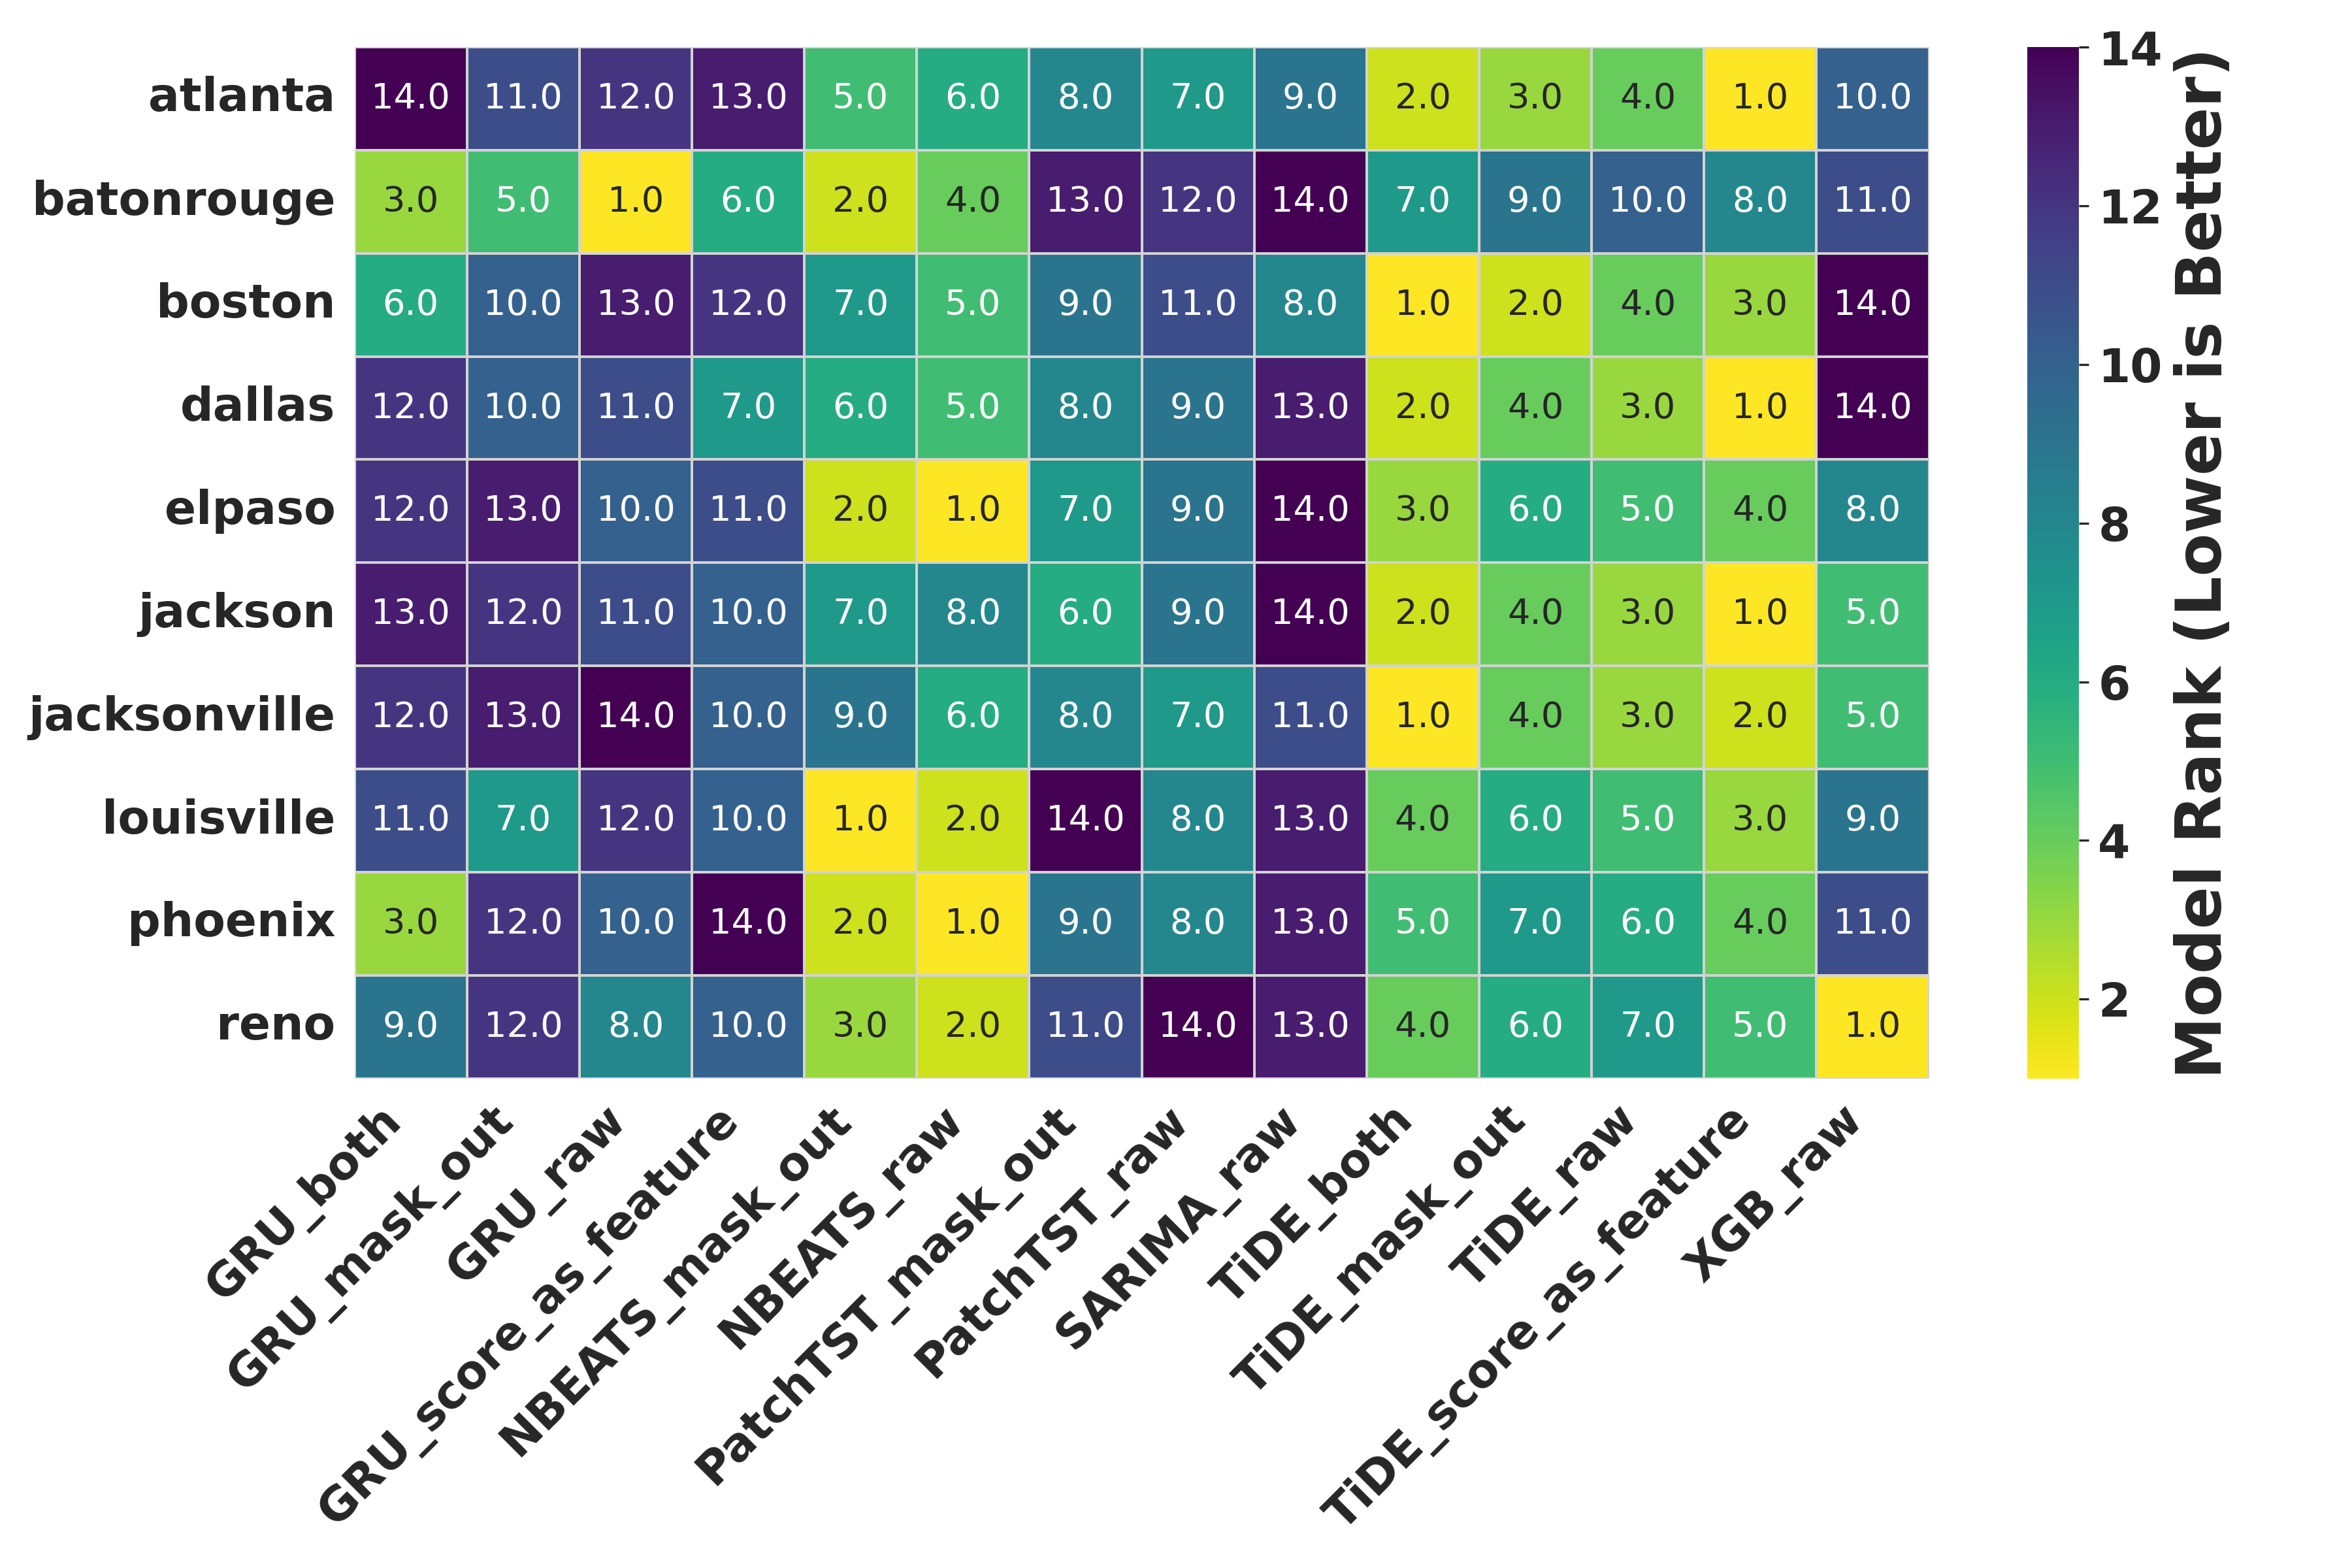 atlanta 14.0 11.0 12.0 13.0 5.0 6.0 8.0 7.0 9.0 2.0 3.0 4.0 1.0 10.0
batonrouge 3.0 5.0 1.0 6.0 2.0 4.0 13.0 12.0 14.0 7.0 9.0 10.0 8.0 11.0
boston 6.0 10.0 13.0 12.0 7.0 5.0 9.0 11.0 8.0 1.0 2.0 4.0 3.0 14.0
dallas 12.0 10.0 11.0 7.0 6.0 5.0 8.0 9.0 13.0 2.0 4.0 3.0 1.0 14.0
elpaso 12.0 13.0 10.0 11.0 2.0 1.0 7.0 9.0 14.0 3.0 6.0 5.0 4.0 8.0
jackson 13.0 12.0 11.0 10.0 7.0 8.0 6.0 9.0 14.0 2.0 4.0 3.0 1.0 5.0
jacksonville 12.0 13.0 14.0 10.0 9.0 6.0 8.0 7.0 11.0 1.0 4.0 3.0 2.0 5.0
louisville 11.0 7.0 12.0 10.0 1.0 2.0 14.0 8.0 13.0 4.0 6.0 5.0 3.0 9.0
phoenix 3.0 12.0 10.0 14.0 2.0 1.0 9.0 8.0 13.0 5.0 7.0 6.0 4.0 11.0
reno 9.0 12.0 8.0 10.0 3.0 2.0 11.0 14.0 13.0 4.0 6.0 7.0 5.0 1.0
GRU_both
GRU_mask_out
GRU_raw
GRU_score_as_feature
NBEATS_mask_out
NBEATS_raw
PatchTST_mask_out
PatchTST_raw
SARIMA_raw
TiDE_both
TiDE_mask_out
TiDE_raw
TiDE_score_as_feature
XGB_raw
14
12
10
8
6
4
2
Model Rank (Lower is Better)